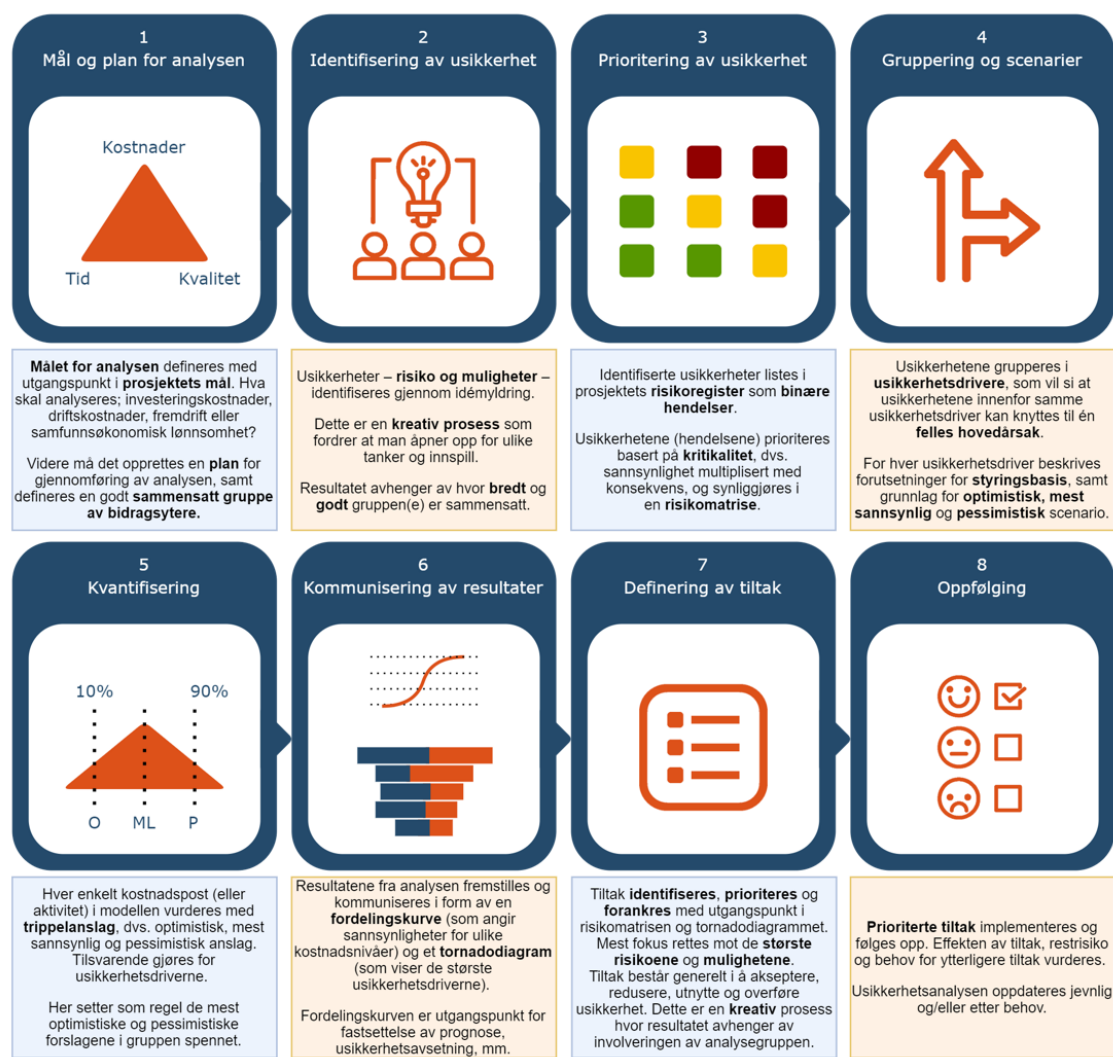 1
Mål og plan for analysen
Kostnader
Tid
Kvalitet
Målet for analysen defineres med
utgangspunkt i prosjektets mål. Hva
skal analyseres; investeringskostnader,
driftskostnader, fremdrift eller
samfunnsøkonomisk lønnsomhet?
Videre må det opprettes en plan for
gjennomføring av analysen, samt
defineres en godt sammensatt gruppe
av bidragsytere.
2
Identifisering av usikkerhet
Usikkerheter – risiko og muligheter –
identifiseres gjennom idémyldring.
Dette er en kreativ prosess som
fordrer at man åpner opp for ulike
tanker og innspill.
Resultatet avhenger av hvor bredt og
godt gruppen(e) er sammensatt.
3
Prioritering av usikkerhet
Identifiserte usikkerheter listes i
prosjektets risikoregister som binære
hendelser.
Usikkerhetene (hendelsene) prioriteres
basert på kritikalitet, dvs.
sannsynlighet multiplisert med
konsekvens, og synliggjøres i
en risikomatrise.
4
Gruppering og scenarier
Usikkerhetene grupperes i
usikkerhetsdrivere, som vil si at
usikkerhetene innenfor samme
usikkerhetsdriver kan knyttes til én
felles hovedårsak.
For hver usikkerhetsdriver beskrives
forutsetninger for styringsbasis, samt
grunnlag for optimistisk, mest
sannsynlig og pessimistisk scenario.
5
Kvantifisering
10%
90%
O
ML
P
Hver enkelt kostnadspost (eller
aktivitet) i modellen vurderes med
trippelanslag, dvs. optimistisk, mest
sannsynlig og pessimistisk anslag.
Tilsvarende gjøres for
usikkerhetsdriverne.
Her setter som regel de mest
optimistiske og pessimistiske
forslagene i gruppen spennet.
6
Kommunisering av resultater
Resultatene fra analysen fremstilles og
kommuniseres i form av en
fordelingskurve (som angir
sannsynligheter for ulike
kostnadsnivåer) og et tornadodiagram
(som viser de største
usikkerhetsdriverne).
Fordelingskurven er utgangspunkt for
fastsettelse av prognose,
usikkerhetsavsetning, mm.
7
Definering av tiltak
Tiltak identifiseres, prioriteres og
forankres med utgangspunkt i
risikomatrisen og tornadodiagrammet.
Mest fokus rettes mot de største
risikoene og mulighetene.
Tiltak består generelt i å akseptere,
redusere, utnytte og overføre
usikkerhet. Dette er en kreativ prosess
hvor resultatet avhenger av
involveringen av analysegruppen.
8
Oppfølging
Prioriterte tiltak implementeres og
følges opp. Effekten av tiltak, restrisiko
og behov for ytterligere tiltak vurderes.
Usikkerhetsanalysen oppdateres jevnlig
og/eller etter behov.